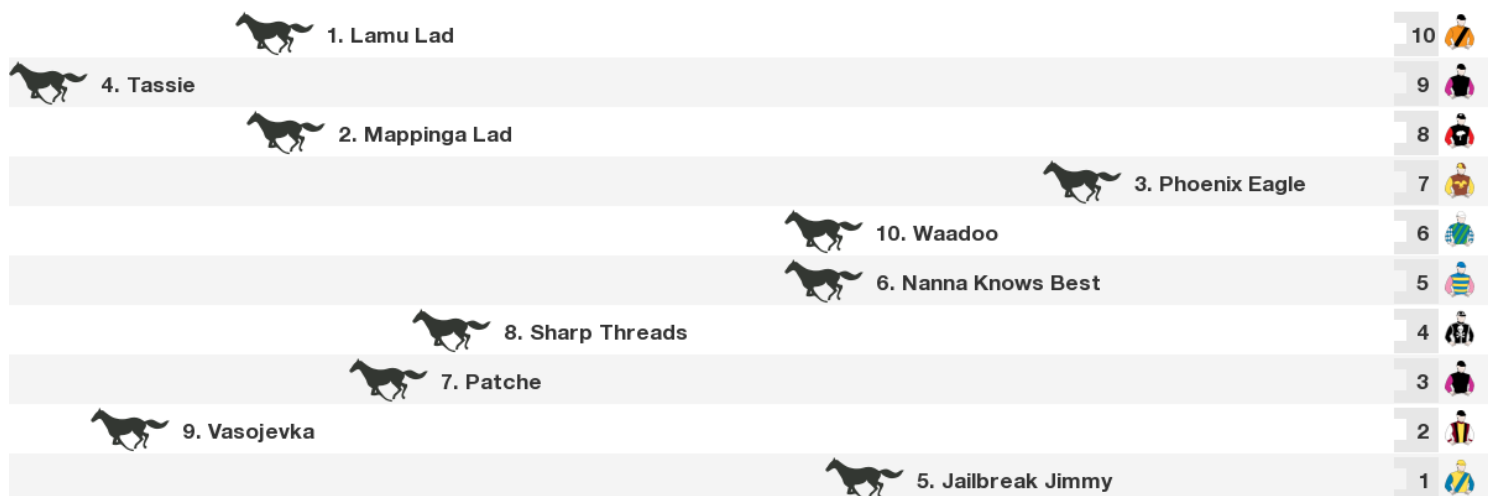 1. Lamu Lad 10
4. Tassie 9
2. Mappinga Lad 8
3. Phoenix Eagle 7
10. Waadoo 6
6. Nanna Knows Best 5
8. Sharp Threads 4
7. Patche 3
9. Vasojevka 2
5. Jailbreak Jimmy 1